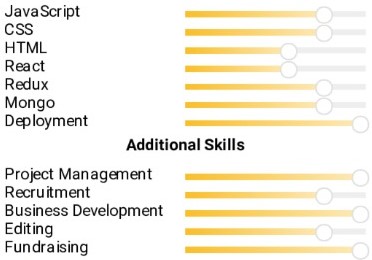 JavaScript
CSS
HTML
React
Redux
Mongo
Deployment
Additional Skills
Project Management
Recruitment
Business Development
Editing
Fundraising